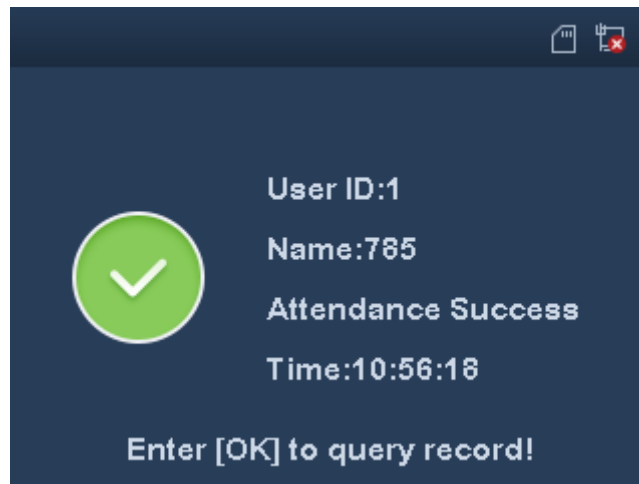 User ID:1
Name:785
Attendance Success
Time:10:56:18
Enter [OK] to query record!